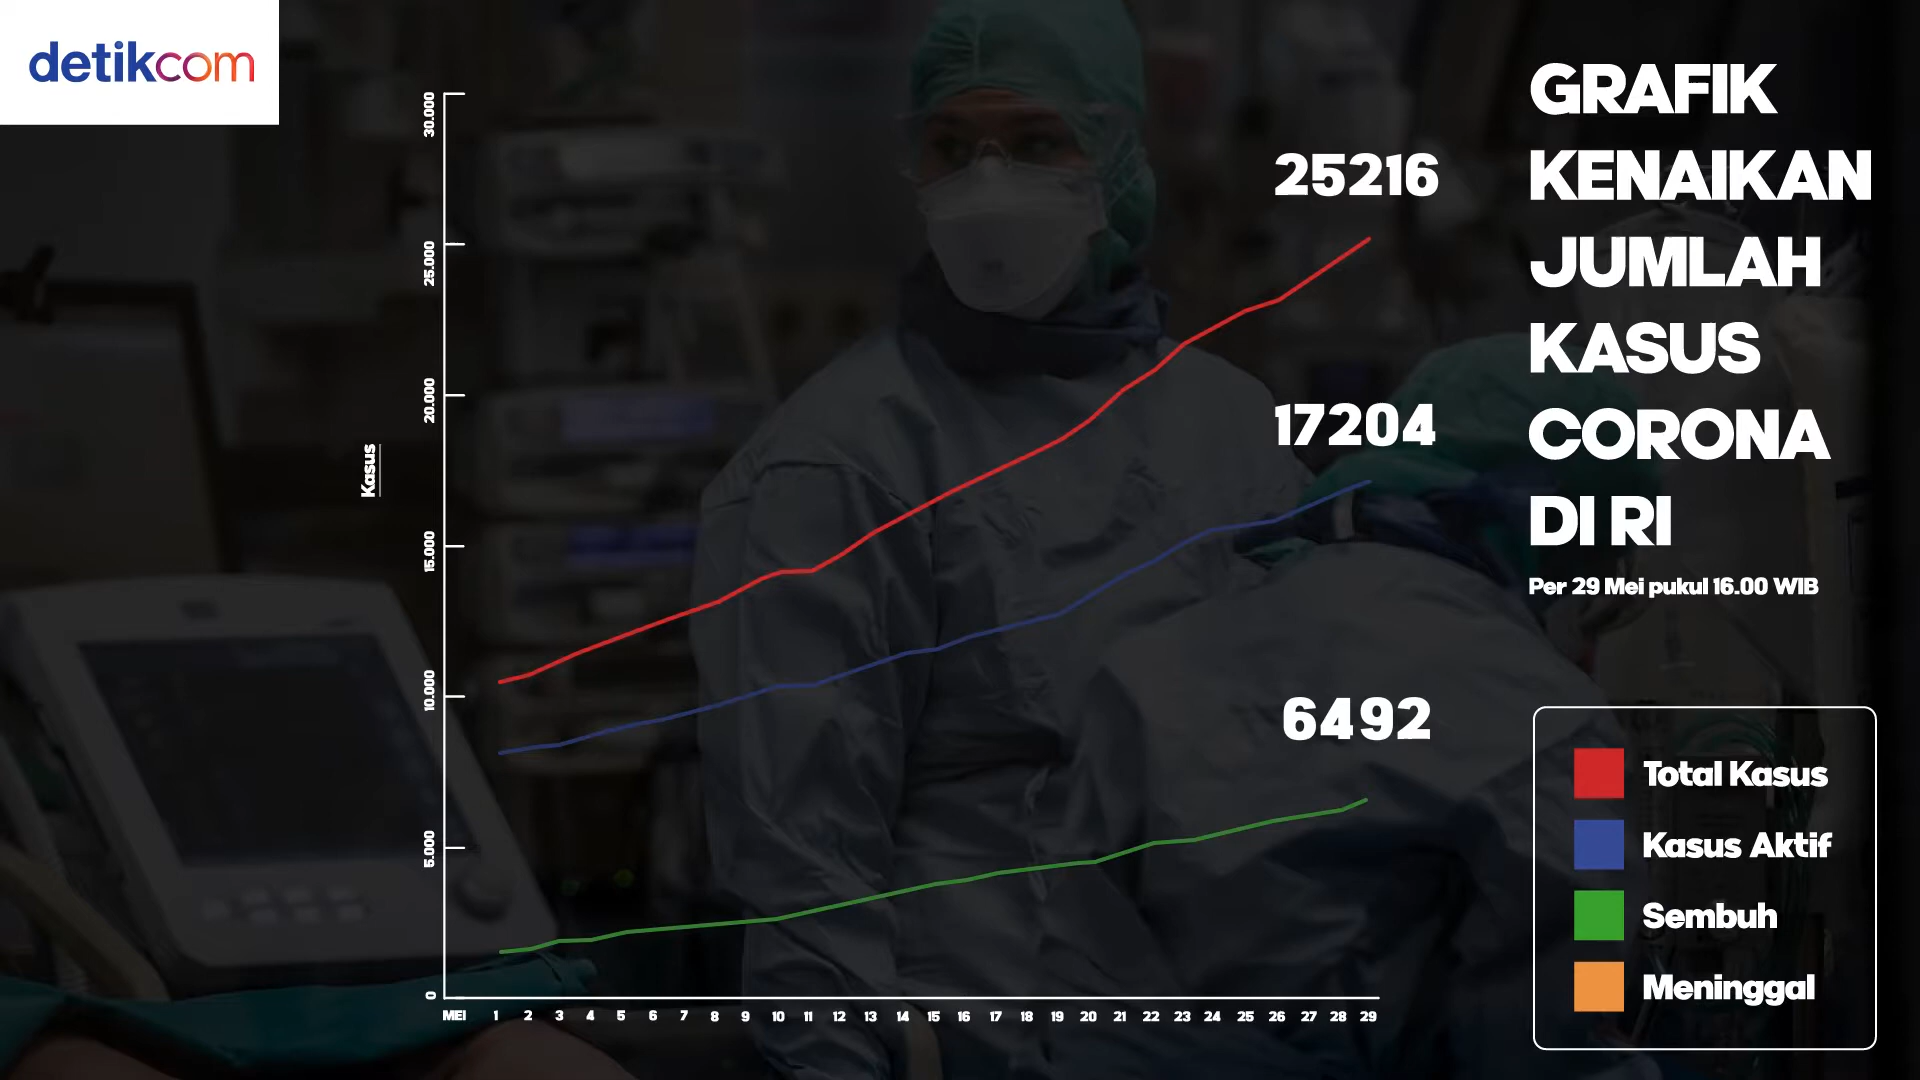 detikcom
GRAFIK
KENAIKAN
JUMLAH
KASUS
CORONA
DI RI
Per 29 Mei pukul 16.00 WIB
25216
17204
6492
Kasus
30.000
25.000
20.000
15.000
10.000
5.000
0
MEI 1 2 3 4 5 6 7 8 9 10 11 12 13 14 15 16 17 18 19 20 21 22 23 24 25 26 27 28 29
Total Kasus
Kasus Aktif
Sembuh
Meninggal